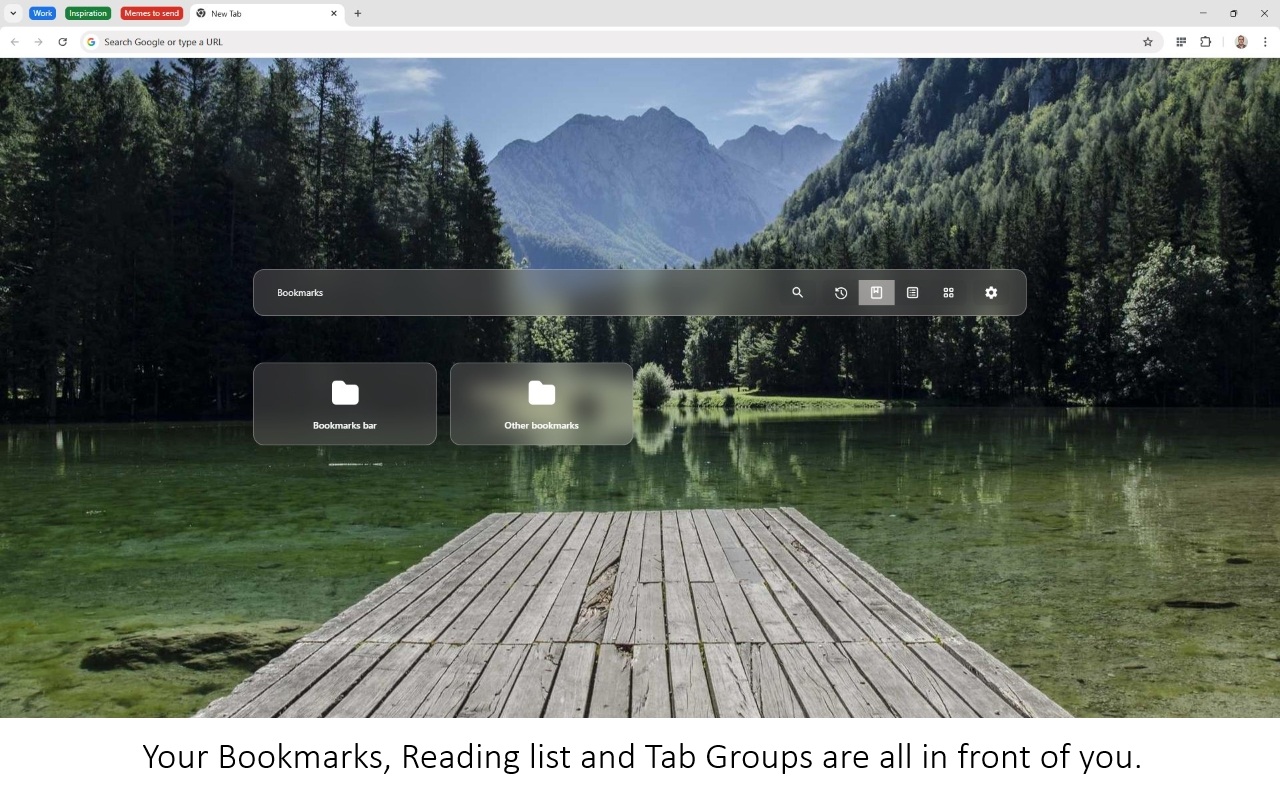 Work Inspiration Memes to send New Tab
Search Google or type a URL
Bookmarks
Bookmarks bar Other bookmarks
Your Bookmarks, Reading list and Tab Groups are all in front of you.